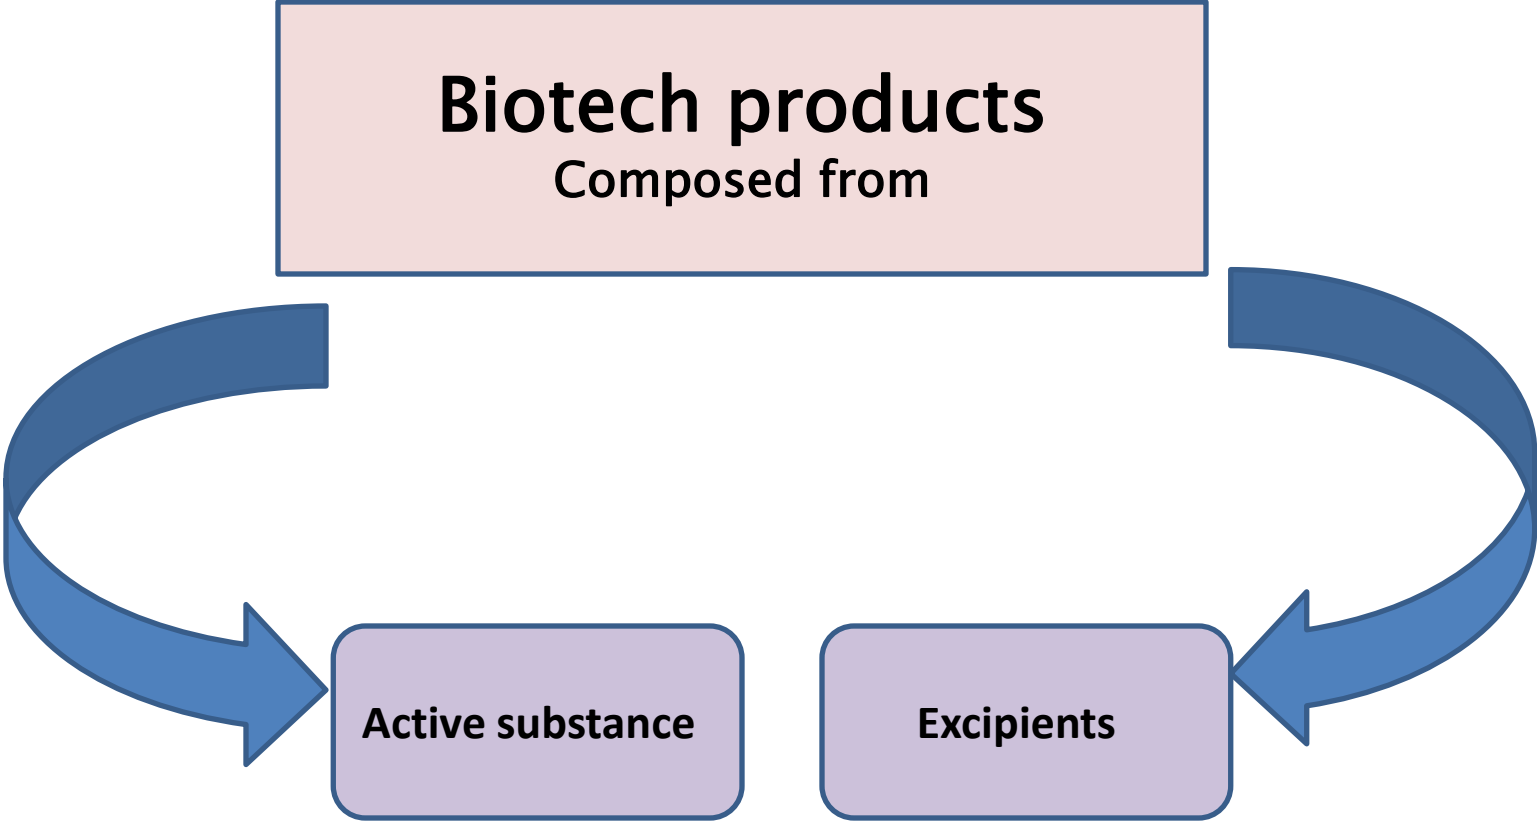 Biotech products
Composed from
Active substance
Excipients